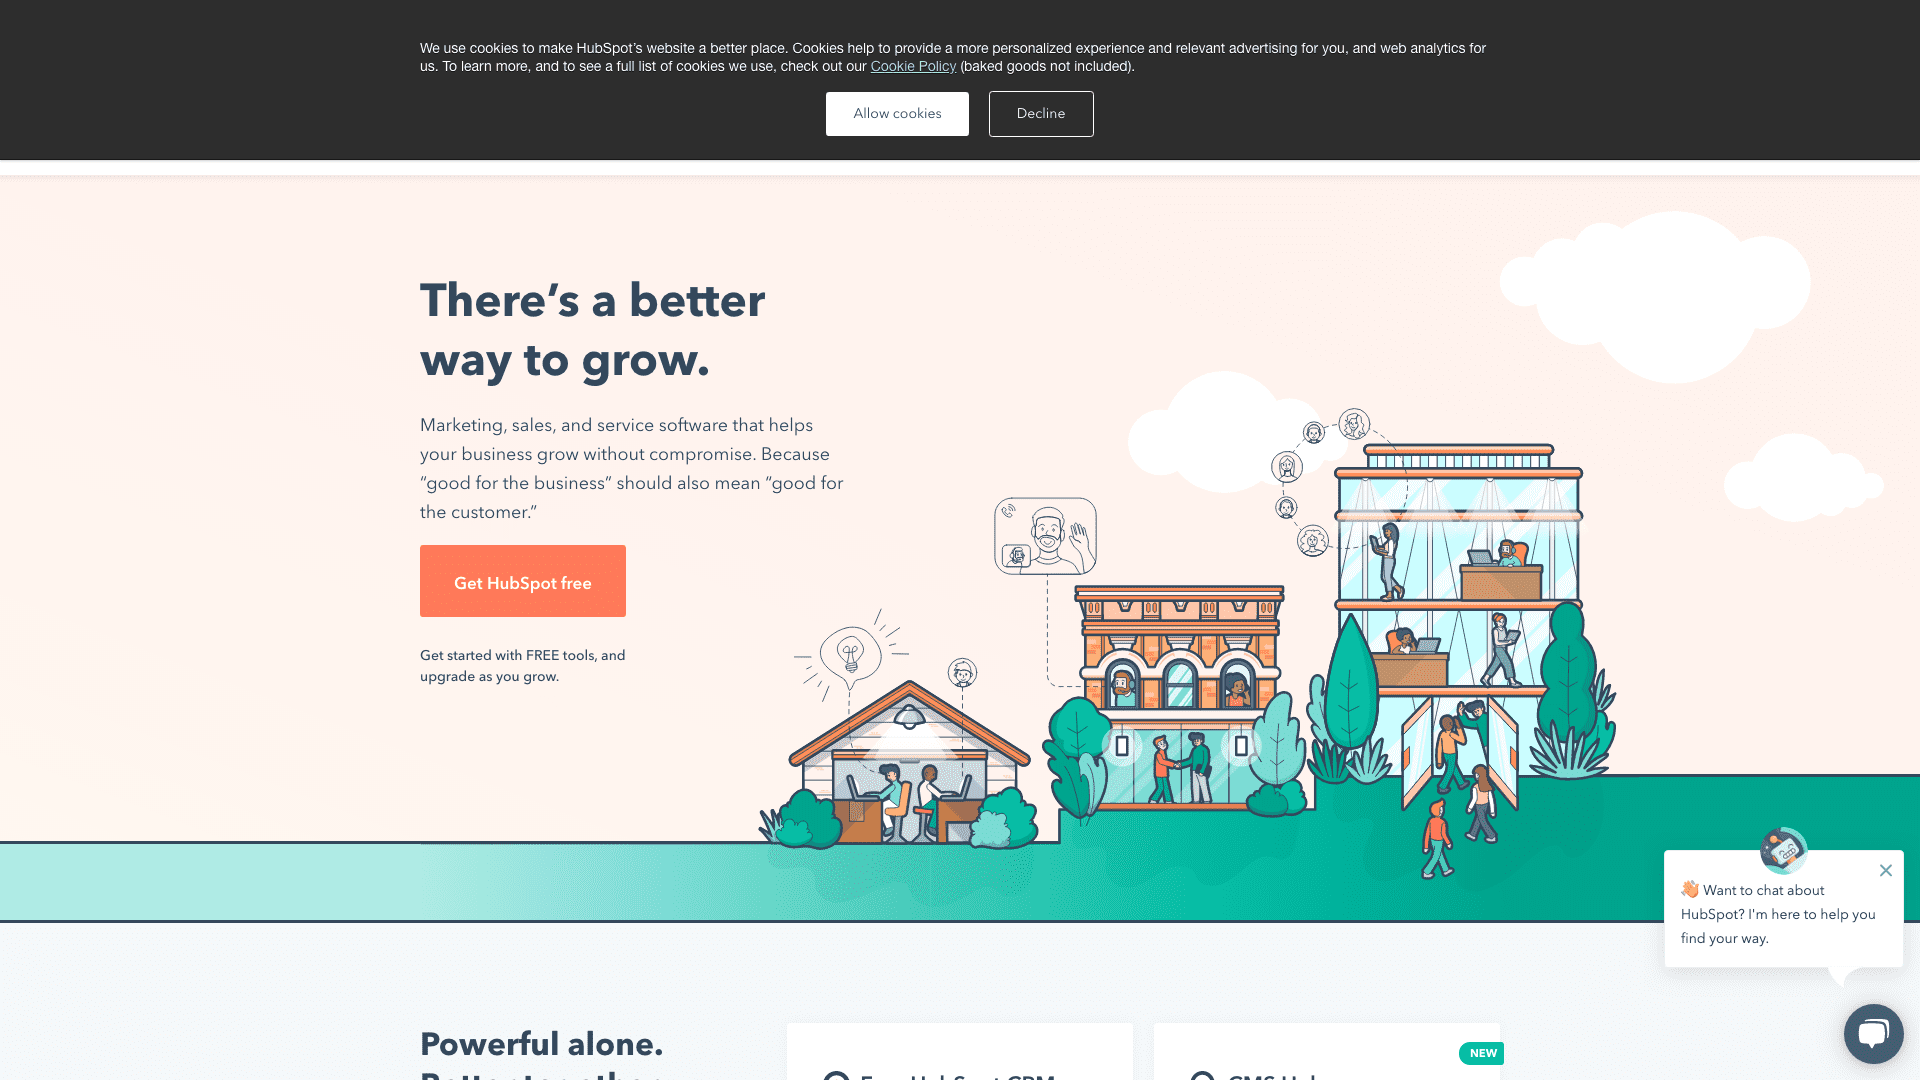 We use cookies to make HubSpot's website a better place. Cookies help to provide a more personalized experience and relevant advertising for you, and web analytics for
us. To learn more, and to see a full list of cookies we use, check out our Cookie Policy (baked goods not included).
Allow cookies
Decline
There’s a better
way to grow.
Marketing, sales, and service software that helps
your business grow without compromise. Because
“good for the business“ should also mean “good for
the customer.”
Get HubSpot free
Get started with FREE tools, and
upgrade as you grow.
👋 Want to chat about
HubSpot? I'm here to help you
find your way.
Powerful alone.
NEW